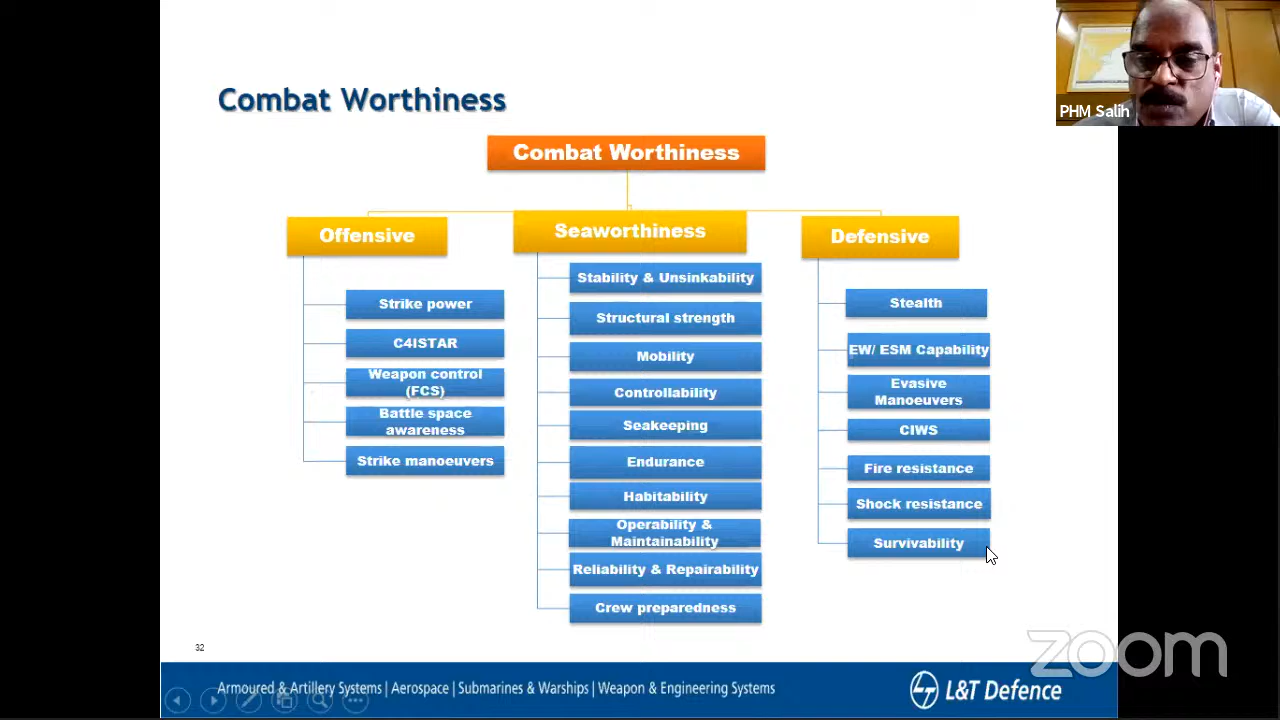 PHM Salih
Combat Worthiness
Combat Worthiness
Offensive
Strike power
C4ISTAR
Weapon control
(FCS)
Battle space
awareness
Strike manoeuvers
Seaworthiness
Stability & Unsinkability
Structural strength
Mobility
Controllability
Seakeeping
Endurance
Habitability
Operability &
Maintainability
Reliability & Repairability
Crew preparedness
Defensive
Stealth
EW/ ESM Capability
Evasive
Manoeuvers
CIWS
Fire resistance
Shock resistance
Survivability
32
zoom
Armoured & Artillery Systems | Aerospace | Submarines & Warships | Weapon & Engineering Systems
L&T Defence